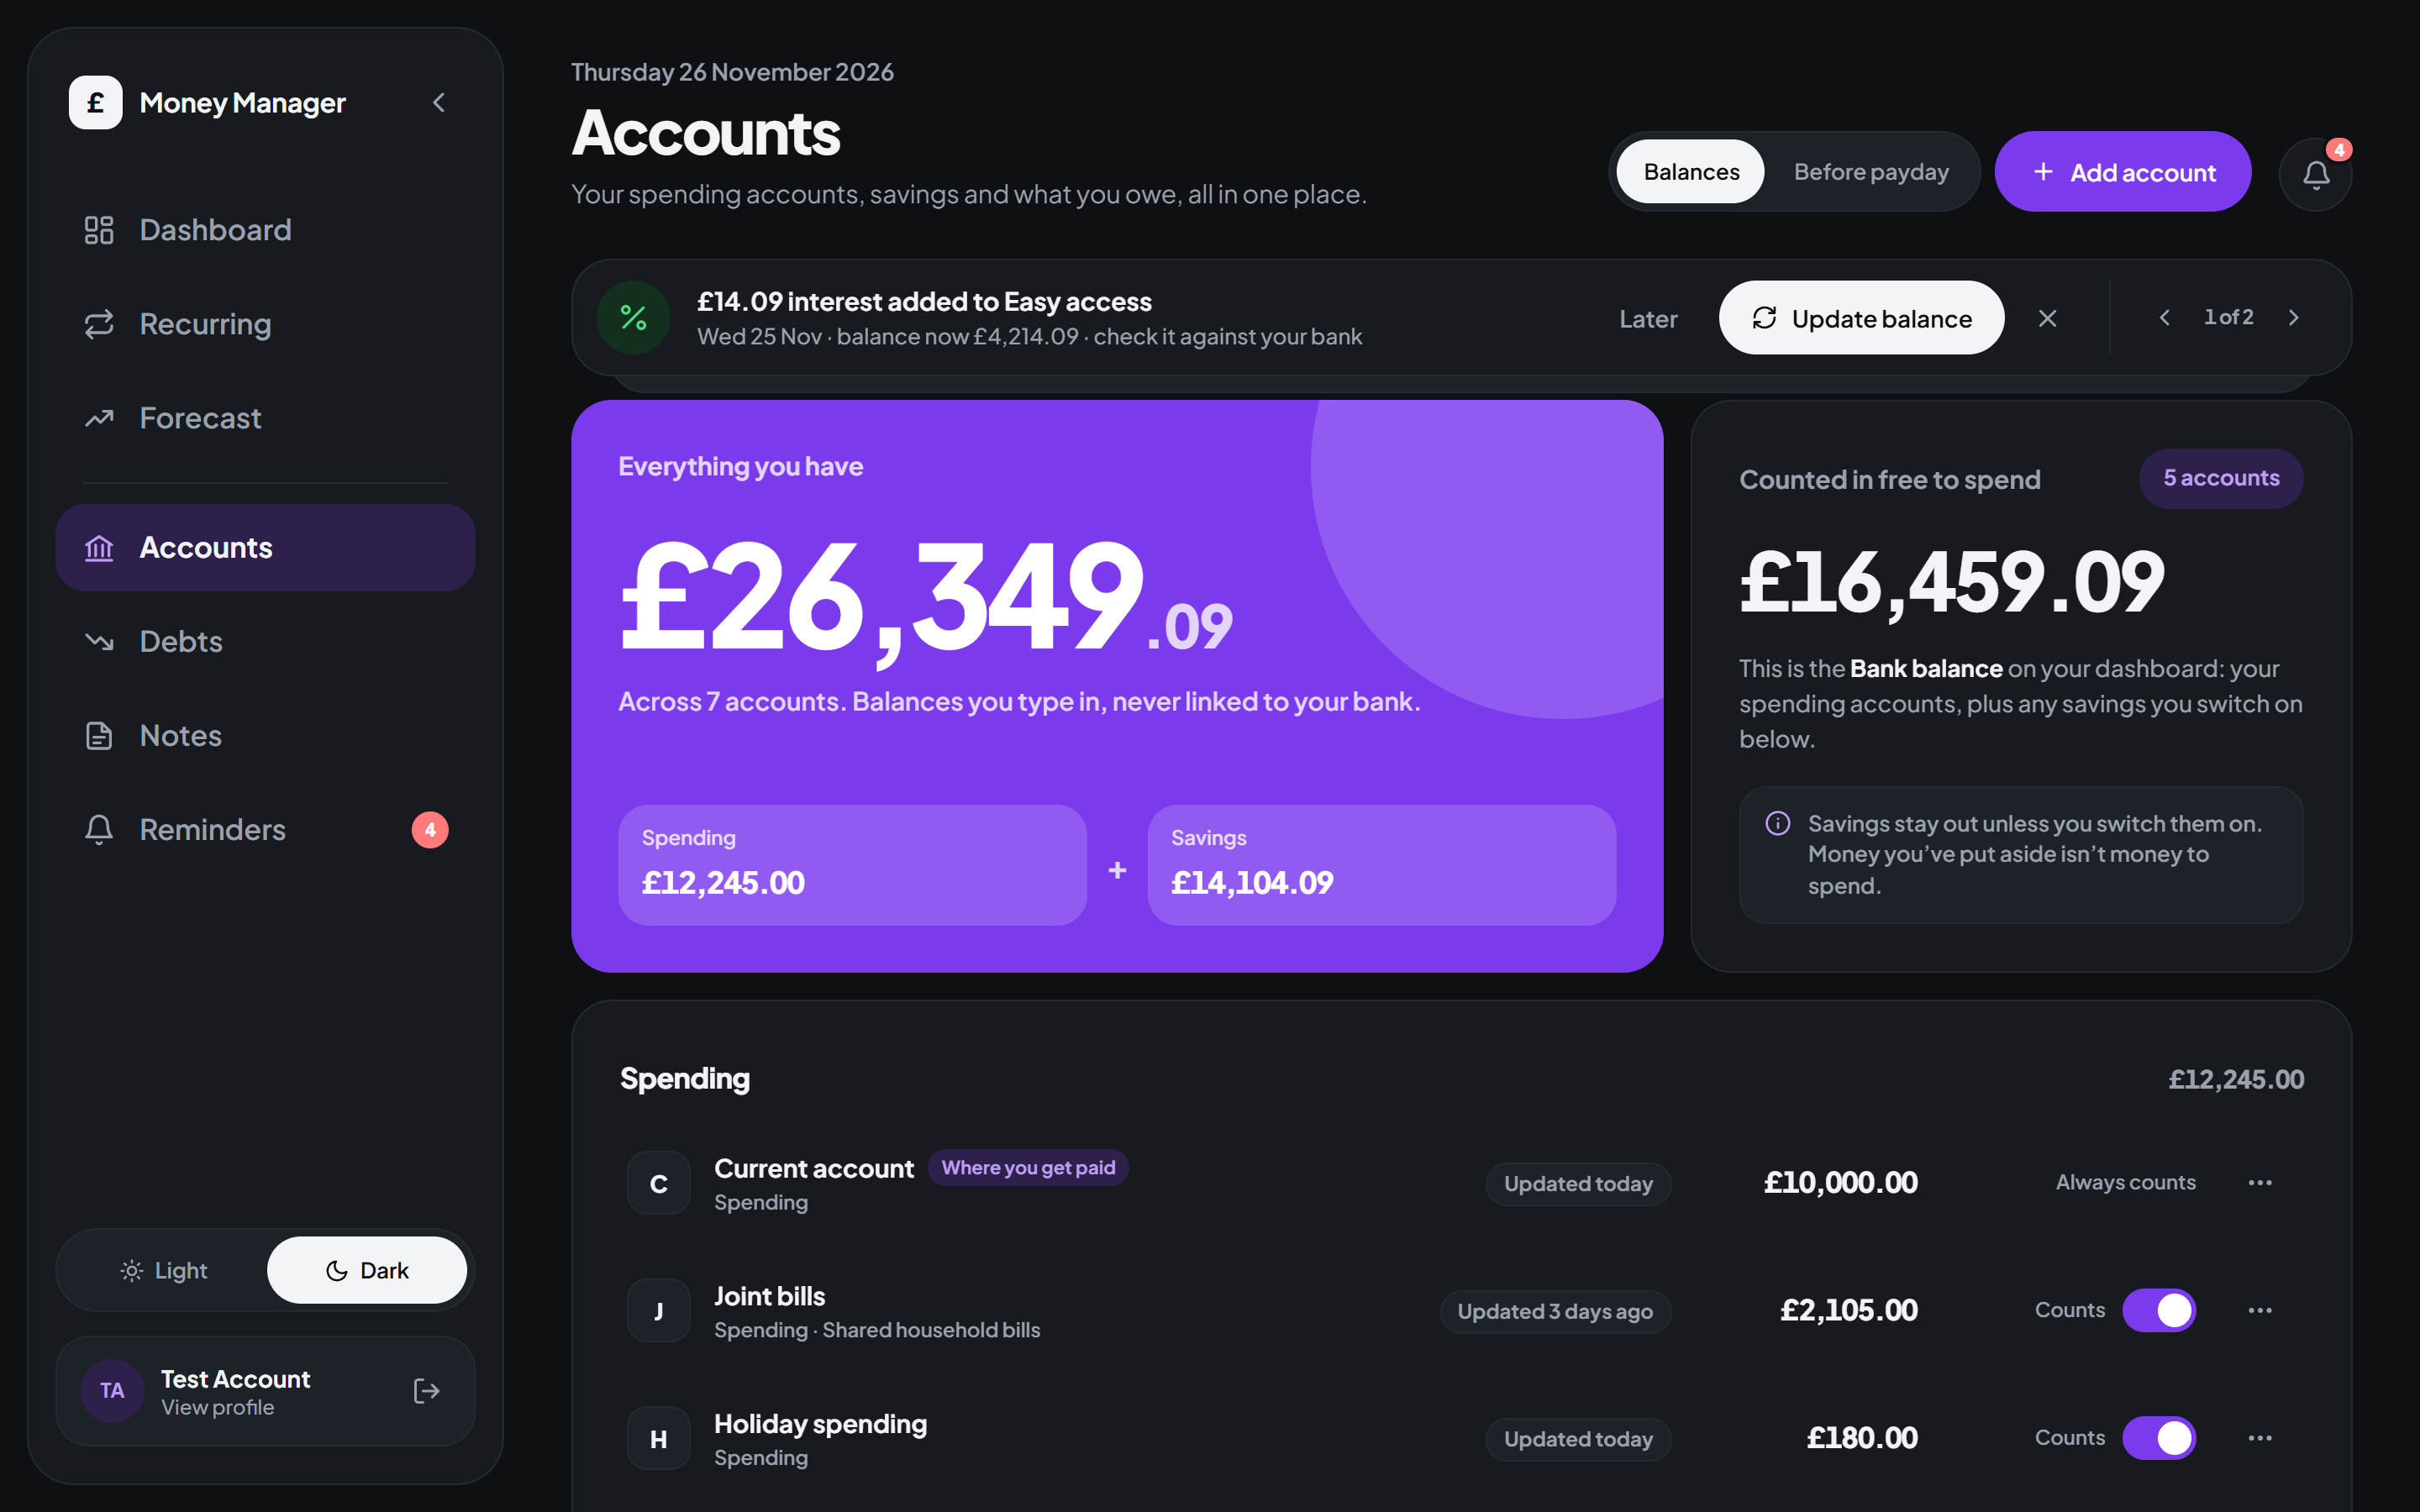 £
Money Manager
Dashboard
Recurring
Forecast
Accounts
Debts
Notes
Reminders
4
Light
Dark
TA
Test Account
View profile
Thursday 26 November 2026
Accounts
Your spending accounts, savings and what you owe, all in one place.
Balances
Before payday
+ Add account
4
£14.09 interest added to Easy access
Wed 25 Nov · balance now £4,214.09 · check it against your bank
Later
Update balance
1 of 2
Everything you have
£26,349.09
Across 7 accounts. Balances you type in, never linked to your bank.
Spending
£12,245.00
+
Savings
£14,104.09
Counted in free to spend
5 accounts
£16,459.09
This is the Bank balance on your dashboard: your
spending accounts, plus any savings you switch on
below.
Savings stay out unless you switch them on.
Money you’ve put aside isn’t money to
spend.
Spending
£12,245.00
C
Current account
Where you get paid
Spending
Updated today
£10,000.00
Always counts
J
Joint bills
Spending · Shared household bills
Updated 3 days ago
£2,105.00
Counts
H
Holiday spending
Spending
Updated today
£180.00
Counts